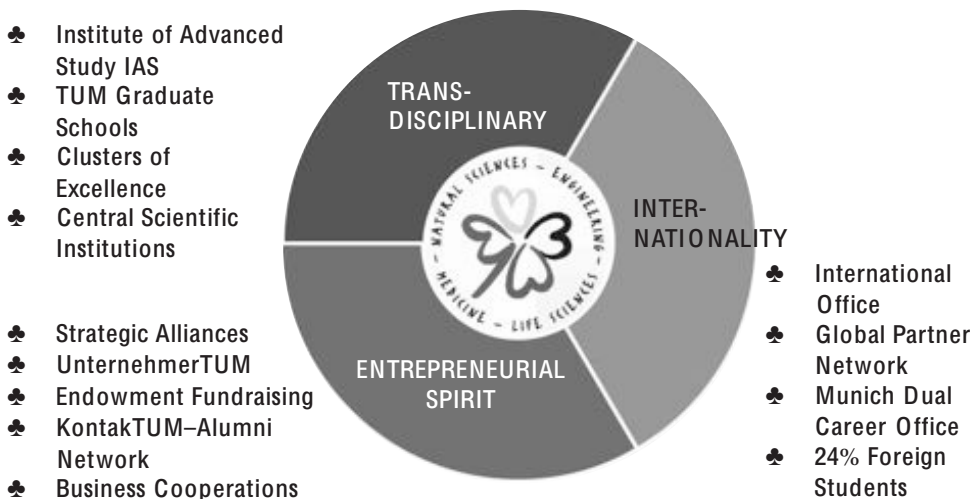 ♣ Institute of Advanced
Study IAS
♣ TUM Graduate
Schools
♣ Clusters of
Excellence
♣ Central Scientific
Institutions
♣ Strategic Alliances
♣ UnternehmerTUM
♣ Endowment Fundraising
♣ KontakTUM–Alumni
Network
♣ Business Cooperations
TRANS-
DISCIPLINARY
NATURAL SCIENCES – ENGINEERING – LIFE SCIENCES – MEDICINE –
ENTREPRENEURIAL
SPIRIT
INTER-
NATIONALITY
♣ International
Office
♣ Global Partner
Network
♣ Munich Dual
Career Office
♣ 24% Foreign
Students